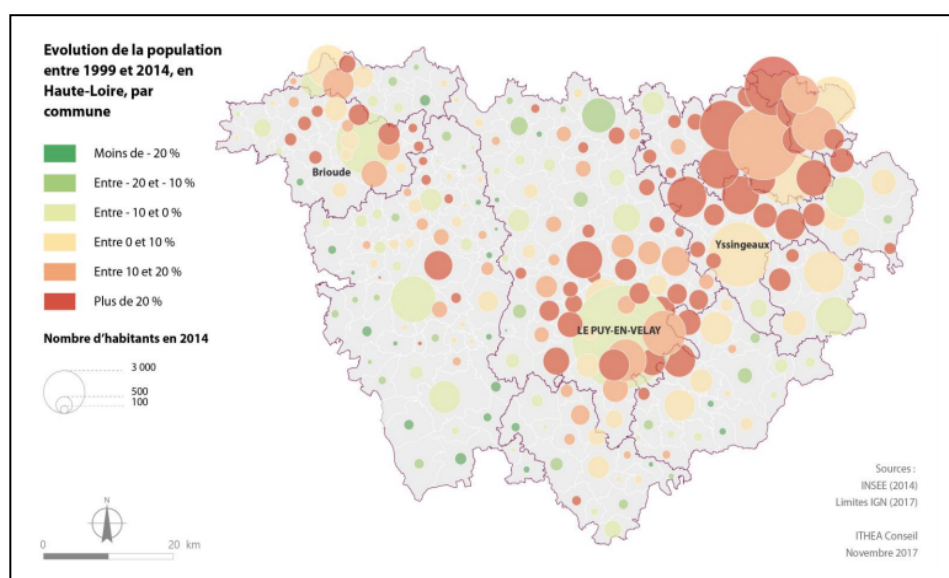 Evolution de la population
entre 1999 et 2014, en
Haute-Loire, par
commune
Moins de - 20 %
Entre - 20 et - 10 %
Entre - 10 et 0 %
Entre 0 et 10 %
Entre 10 et 20 %
Plus de 20 %
Nombre d'habitants en 2014
3 000
500
100
N
0 20 km
Brioude
Yssingeaux
LE PUY-EN-VELAY
Sources :
INSEE (2014)
Limites IGN (2017)
ITHEA Conseil
Novembre 2017